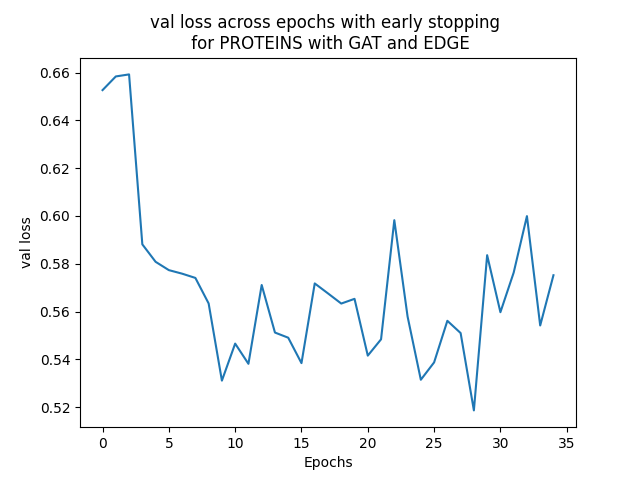 val loss across epochs with early stopping
for PROTEINS with GAT and EDGE
0.66
0.64
0.62
0.60
0.58
0.56
0.54
0.52
val loss
0 5 10 15 20 25 30 35
Epochs